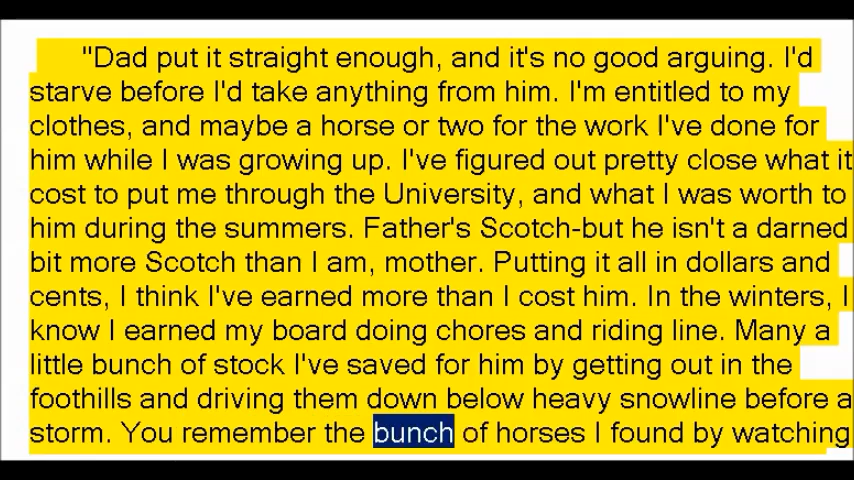 "Dad put it straight enough, and it's no good arguing. I'd
starve before I'd take anything from him. I'm entitled to my
clothes, and maybe a horse or two for the work I've done for
him while I was growing up. I've figured out pretty close what it
cost to put me through the University, and what I was worth to
him during the summers. Father's Scotch-but he isn't a darned
bit more Scotch than I am, mother. Putting it all in dollars and
cents, I think I've earned more than I cost him. In the winters, I
know I earned my board doing chores and riding line. Many a
little bunch of stock I've saved for him by getting out in the
foothills and driving them down below heavy snowline before a
storm. You remember the bunch of horses I found by watching